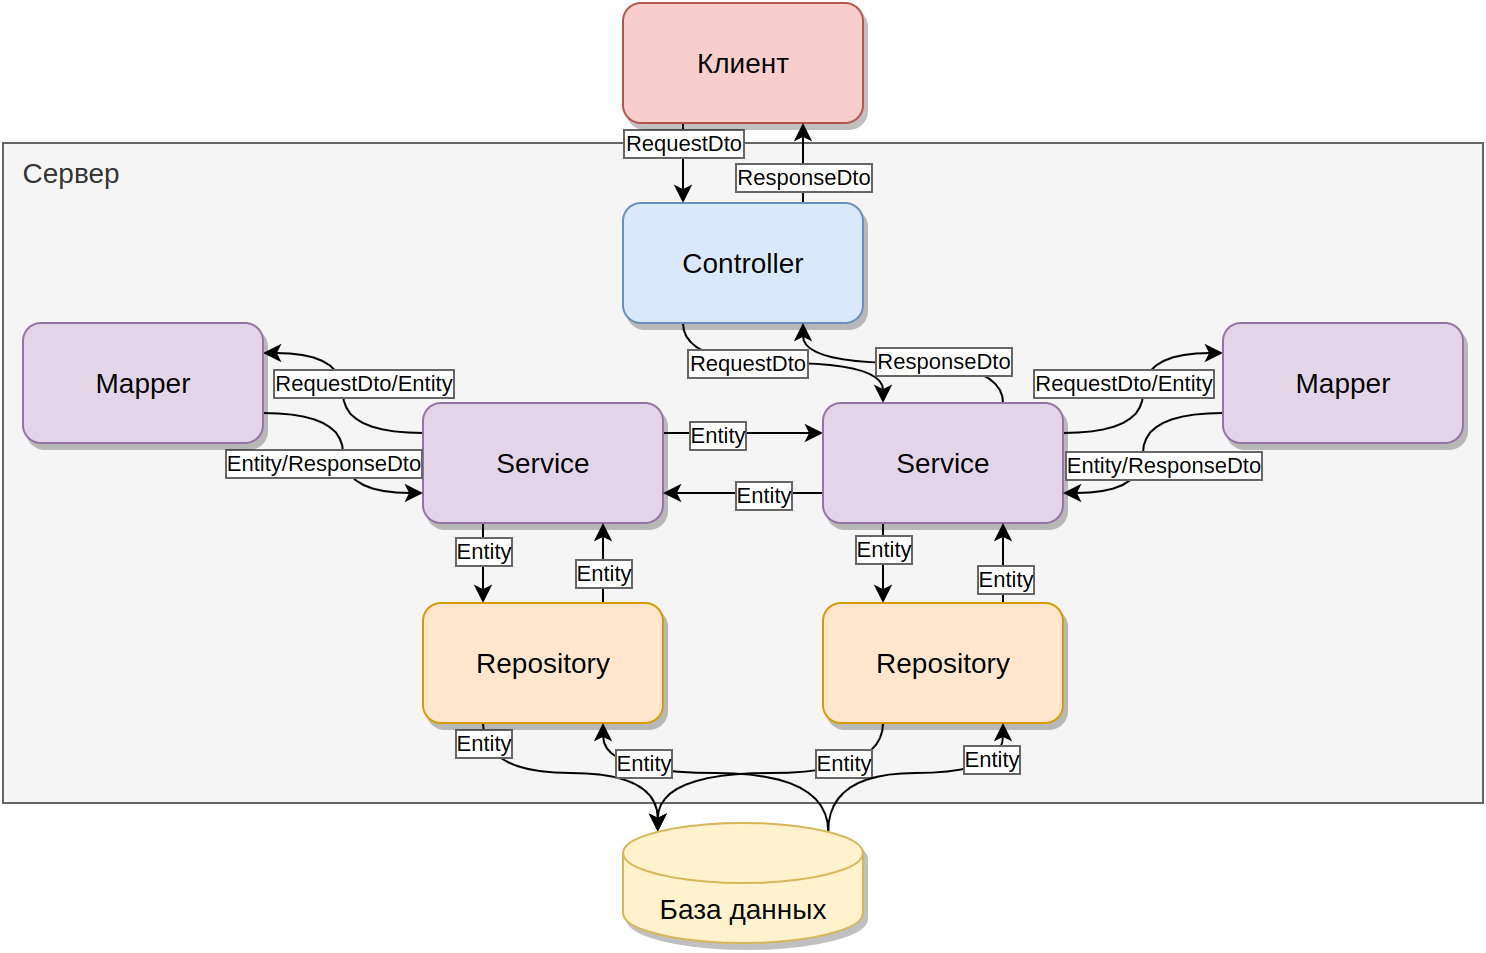 Клиент
RequestDto
Сервер
ResponseDto
Controller
RequestDto
ResponseDto
Mapper
RequestDto/Entity
RequestDto/Entity
Mapper
Entity
Entity/ResponseDto
Service
Service
Entity/ResponseDto
Entity
Entity
Entity
Entity
Entity
Repository
Repository
Entity
Entity
Entity
Entity
База данных